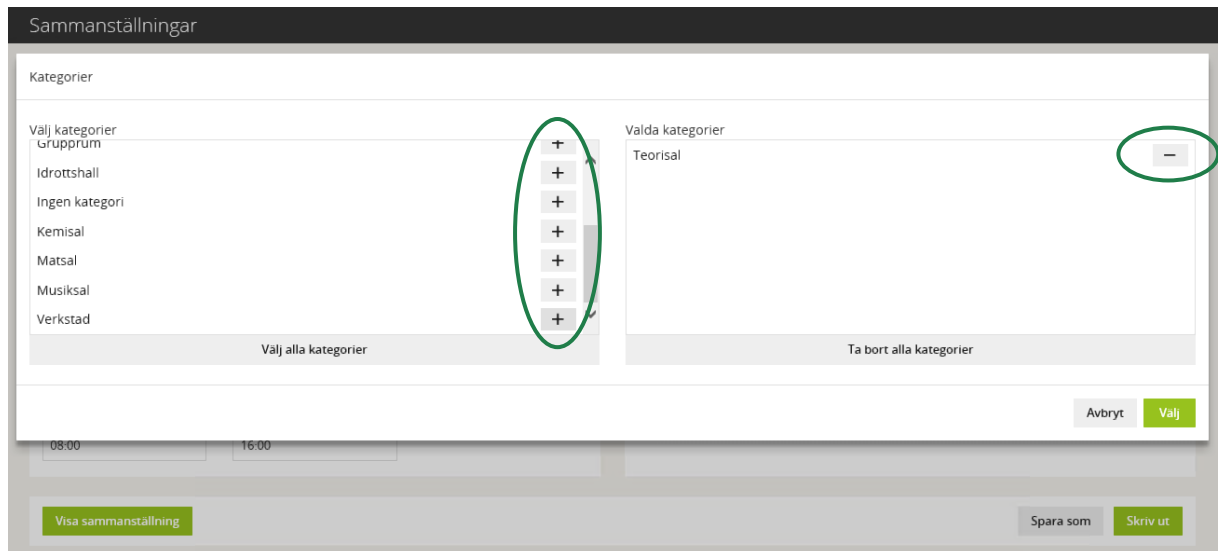 Sammanställningar
Kategorier
Välj kategorier
Grupprum +
Idrottshall +
Ingen kategori +
Kemisal +
Matsal +
Musiksal +
Verkstad +
Välj alla kategorier
Valda kategorier
Teorisal −
Ta bort alla kategorier
Avbryt Välj
08:00 16:00
Visa sammanställning Spara som Skriv ut